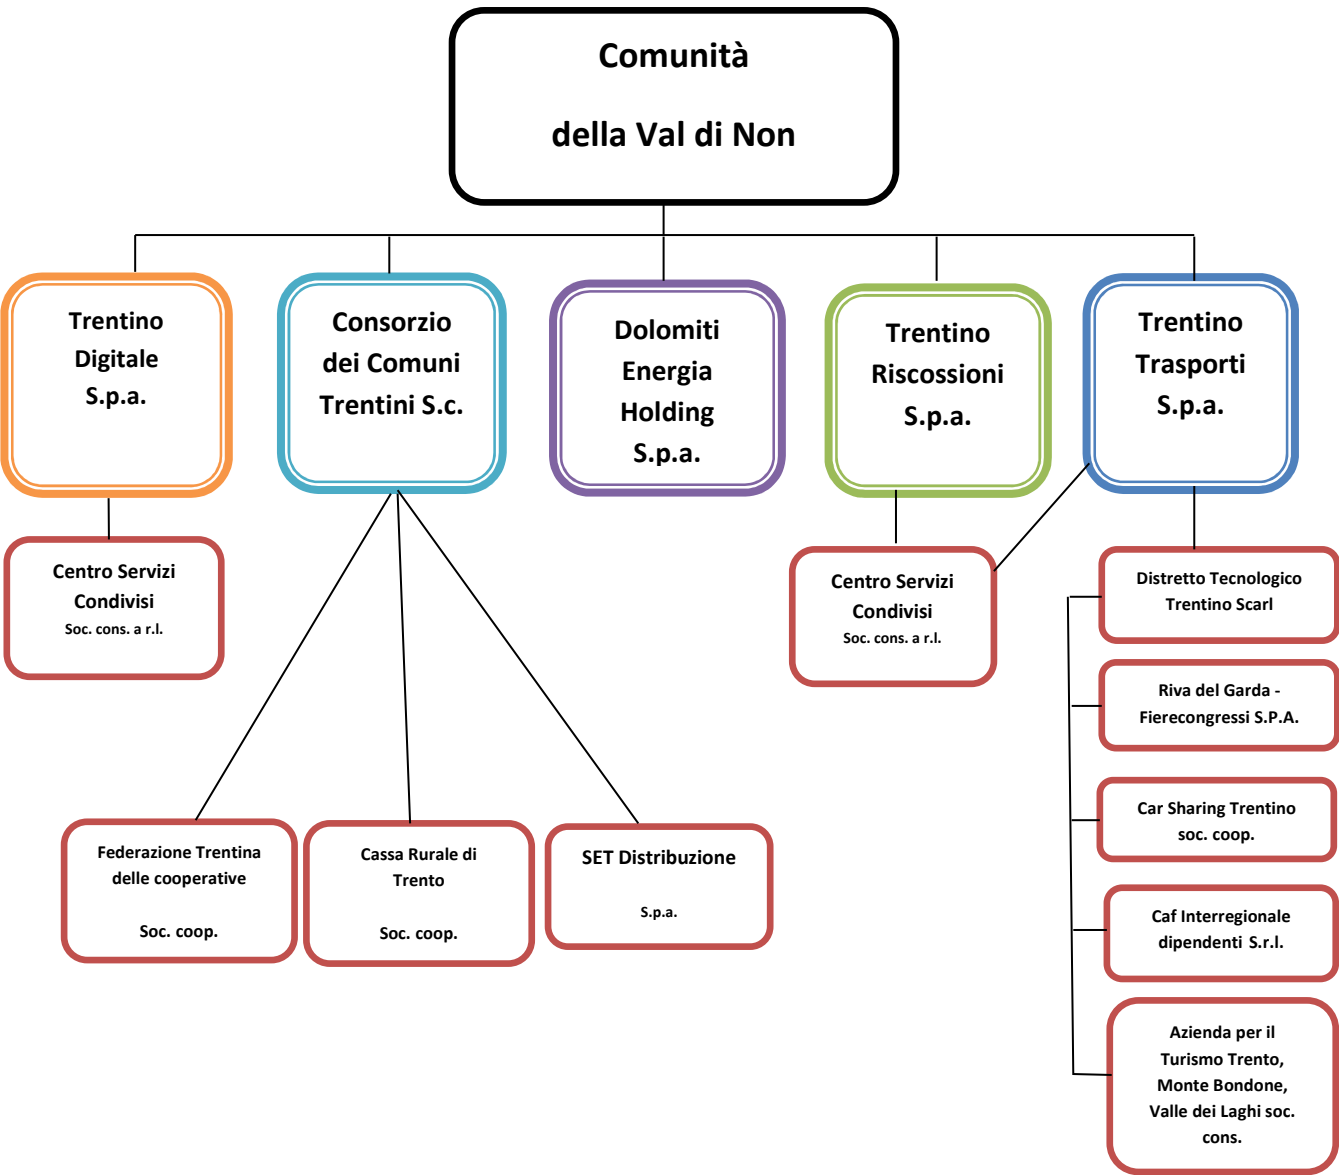 Comunità
della Val di Non
Trentino
Digitale
S.p.a.
Consorzio
dei Comuni
Trentini S.c.
Dolomiti
Energia
Holding
S.p.a.
Trentino
Riscossioni
S.p.a.
Trentino
Trasporti
S.p.a.
Centro Servizi
Condivisi
Soc. cons. a r.l.
Centro Servizi
Condivisi
Soc. cons. a r.l.
Distretto Tecnologico
Trentino Scarl
Riva del Garda -
Fierecongressi S.P.A.
Car Sharing Trentino
soc. coop.
Caf Interregionale
dipendenti S.r.l.
Azienda per il
Turismo Trento,
Monte Bondone,
Valle dei Laghi soc.
cons.
Federazione Trentina
delle cooperative
Soc. coop.
Cassa Rurale di
Trento
Soc. coop.
SET Distribuzione
S.p.a.